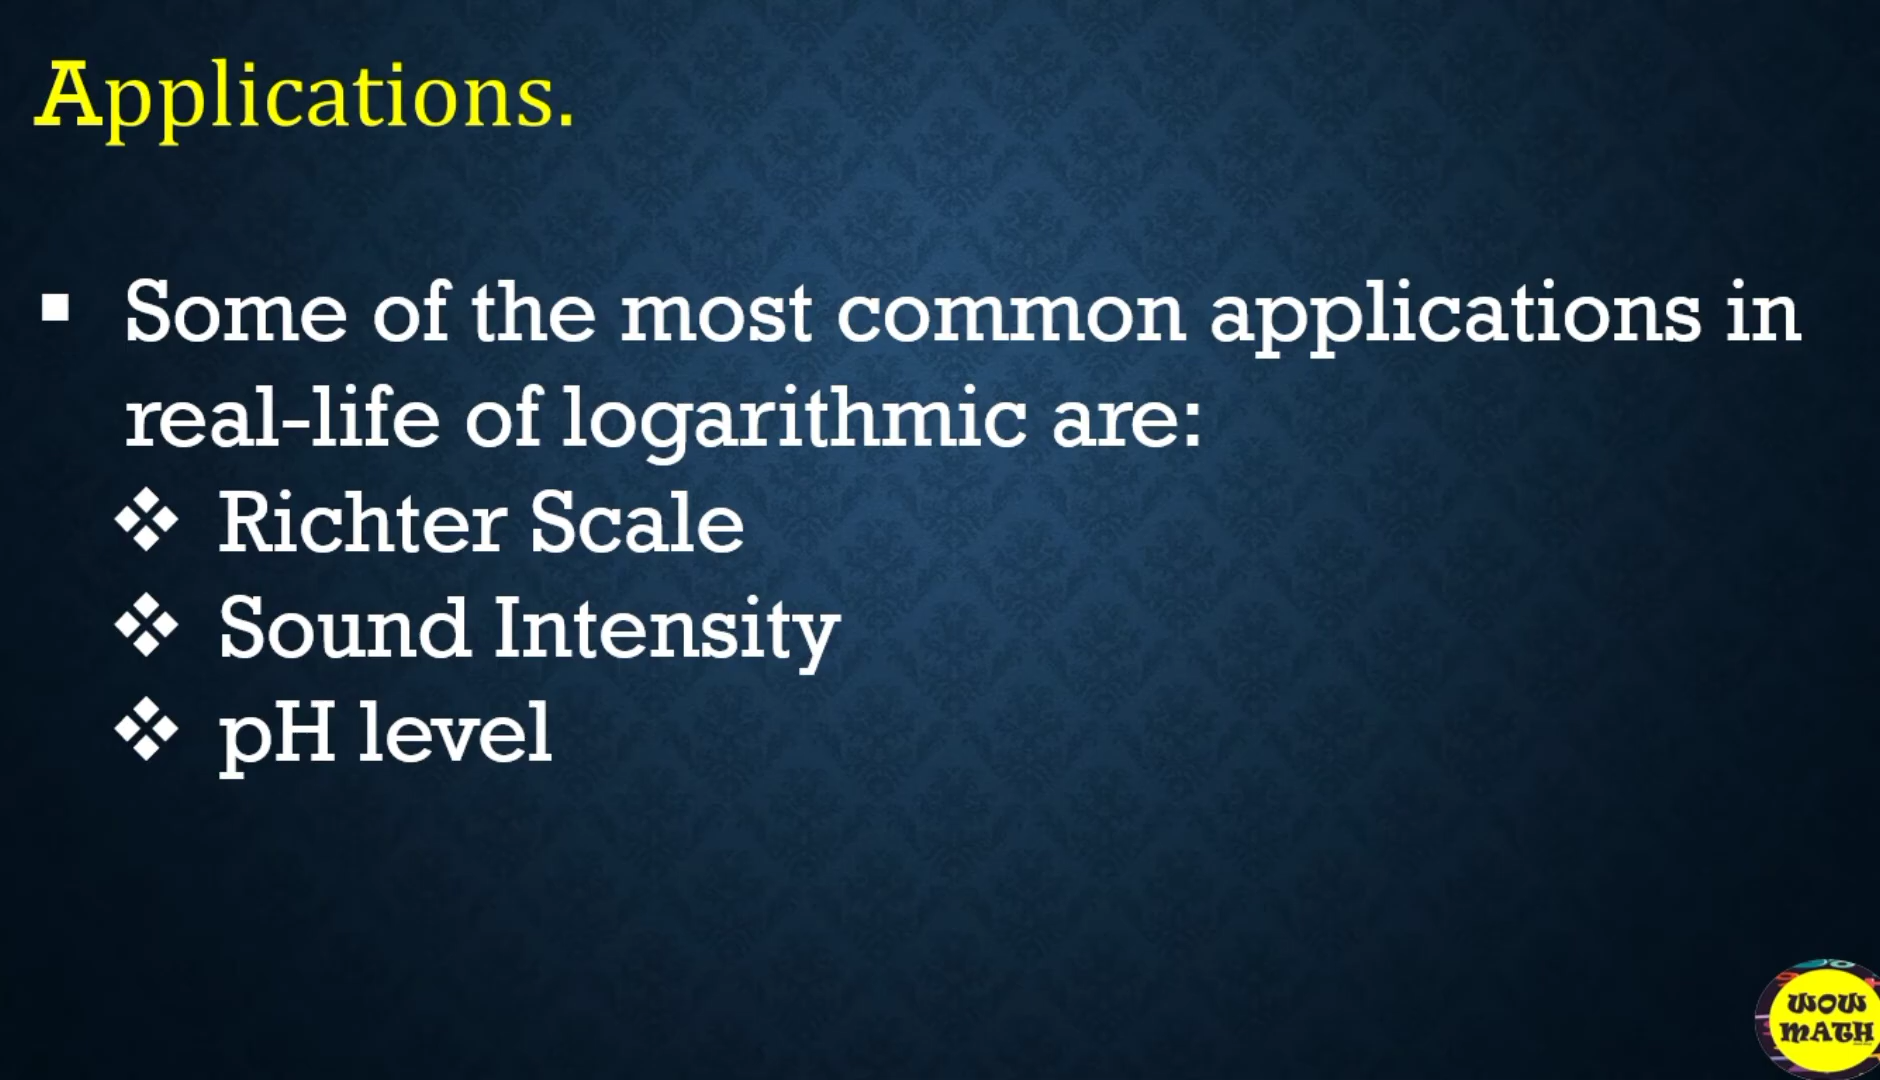 Applications.
▪ Some of the most common applications in
real-life of logarithmic are:
❖ Richter Scale
❖ Sound Intensity
❖ pH level
WOW
MATH